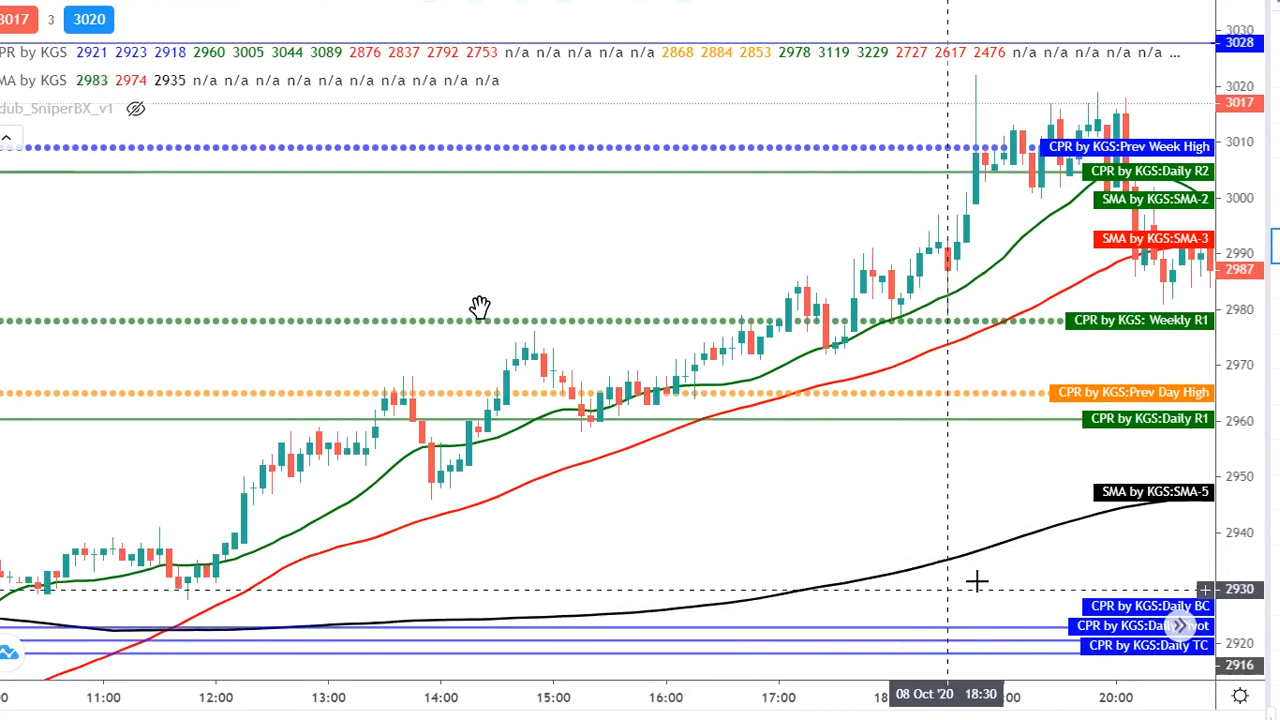 3017 3 3020
PR by KGS 2921 2923 2918 2960 3005 3044 3089 2876 2837 2792 2753 n/a n/a n/a n/a n/a 2868 2884 2853 2978 3119 3229 2727 2617 2476 n/a n/a n/a n/a n/a ...
MA by KGS 2983 2974 2935 n/a n/a n/a n/a n/a n/a n/a n/a n/a n/a
dub_SniperBX_v1
3030
3028
3020
3017
CPR by KGS:Prev Week High
3010
CPR by KGS:Daily R2
SMA by KGS:SMA-2
3000
SMA by KGS:SMA-3
2990
2987
2980
CPR by KGS: Weekly R1
2970
CPR by KGS:Prev Day High
CPR by KGS:Daily R1
2960
2950
SMA by KGS:SMA-5
2940
2930
CPR by KGS:Daily BC
CPR by KGS:Daily Pivot
2920
CPR by KGS:Daily TC
2916
11:00 12:00 13:00 14:00 15:00 16:00 17:00 18 08 Oct '20 18:30 :00 20:00